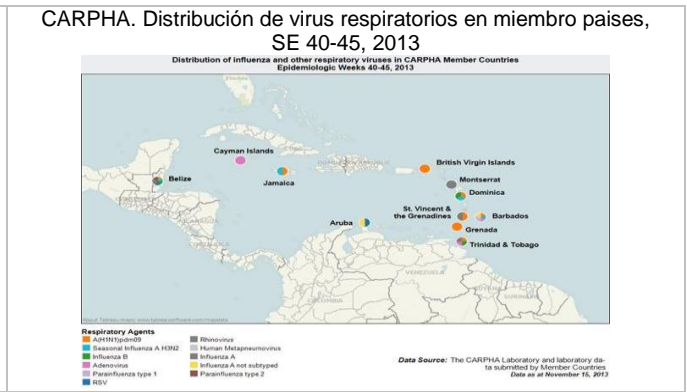 CARPHA. Distribución de virus respiratorios en miembro paises,
SE 40-45, 2013
Distribution of influenza and other respiratory viruses in CARPHA Member Countries
Epidemiologic Weeks 40-45, 2013
Cayman Islands
Belize
Jamaica
British Virgin Islands
Montserrat
Dominica
St. Vincent &
the Grenadines
Barbados
Aruba
Grenada
Trinidad & Tobago
VENEZUELA
COLOMBIA
Respiratory Agents
A(H1N1)pdm09
Seasonal Influenza A H3N2
Influenza B
Adenovirus
Parainfluenza type 1
RSV
Rhinovirus
Human Metapneumovirus
Influenza A
Influenza A not subtyped
Parainfluenza type 2
Data Source: The CARPHA Laboratory and laboratory da-
ta submitted by Member Countries
Data as at November 15, 2013